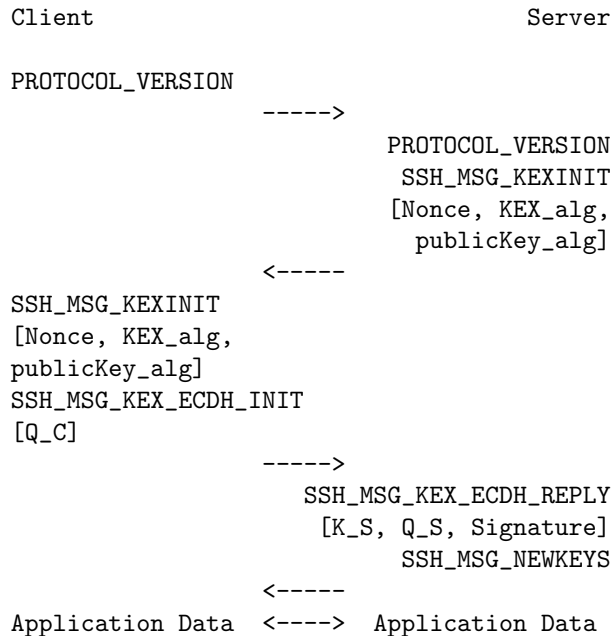 Client Server
PROTOCOL_VERSION
----->
PROTOCOL_VERSION
SSH_MSG_KEXINIT
[Nonce, KEX_alg,
publicKey_alg]
<-----
SSH_MSG_KEXINIT
[Nonce, KEX_alg,
publicKey_alg]
SSH_MSG_KEX_ECDH_INIT
[Q_C]
----->
SSH_MSG_KEX_ECDH_REPLY
[K_S, Q_S, Signature]
SSH_MSG_NEWKEYS
<-----
Application Data <----> Application Data